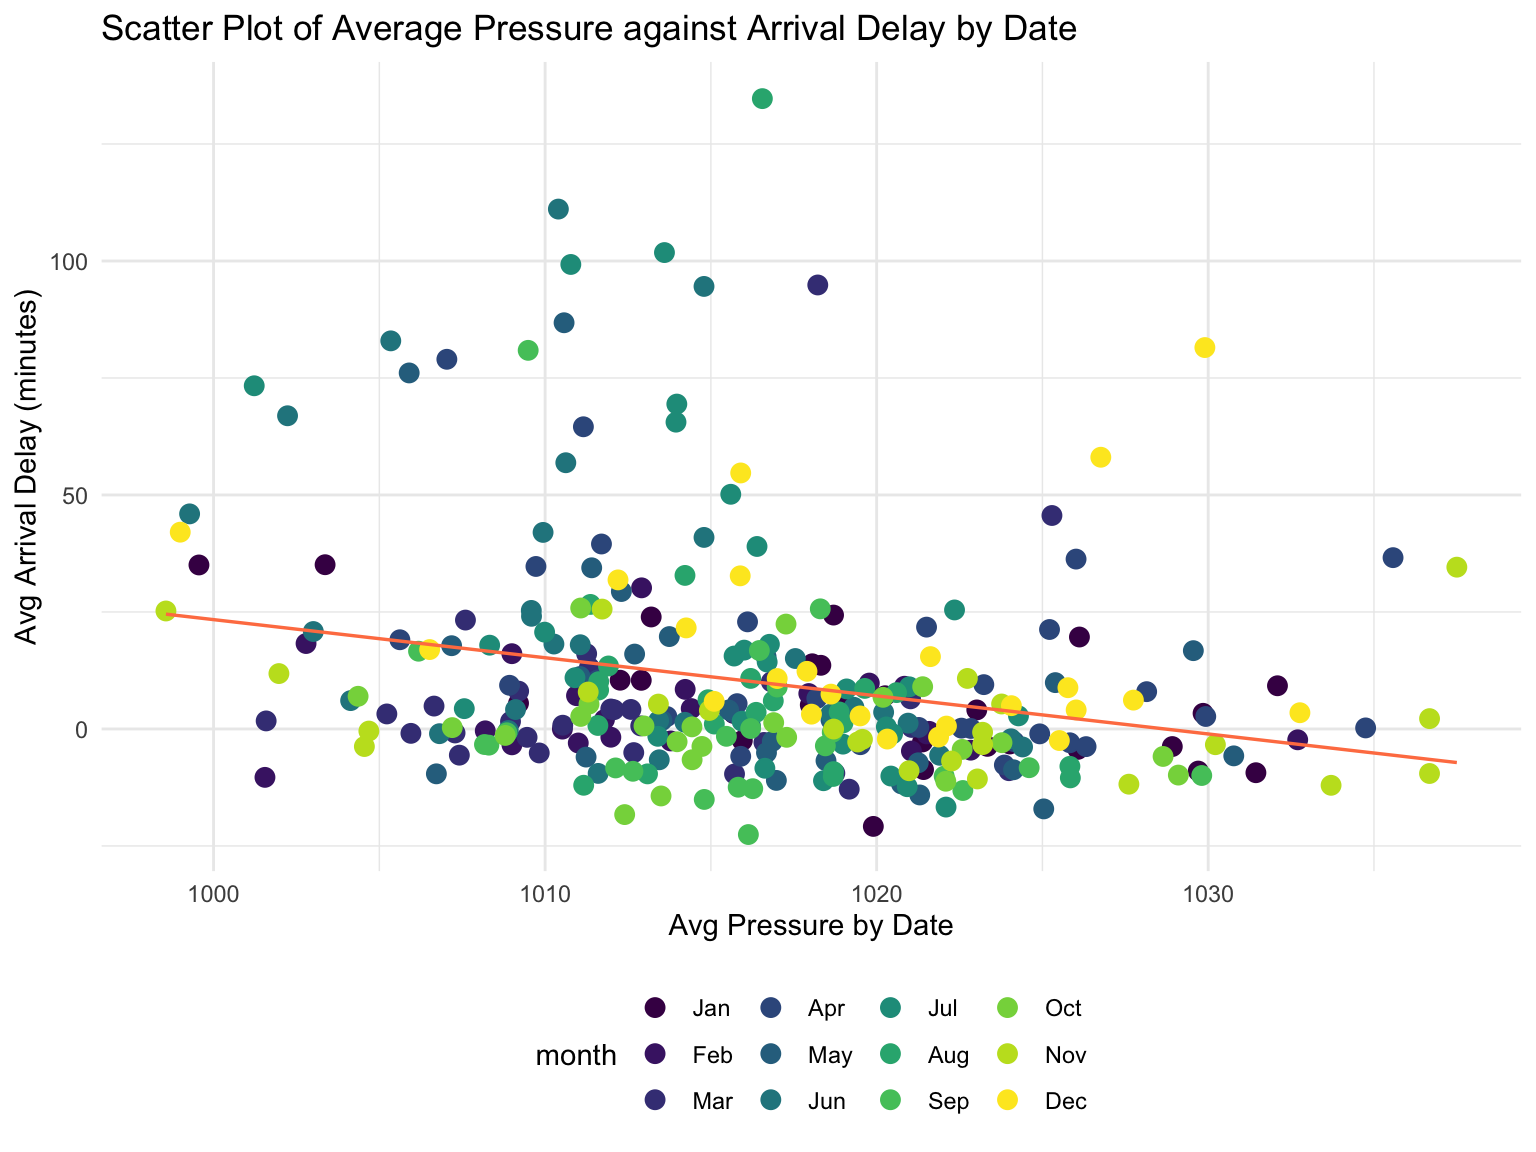 Scatter Plot of Average Pressure against Arrival Delay by Date
Avg Arrival Delay (minutes)
100
50
0
1000 1010 1020 1030
Avg Pressure by Date
month
Jan Apr Jul Oct
Feb May Aug Nov
Mar Jun Sep Dec